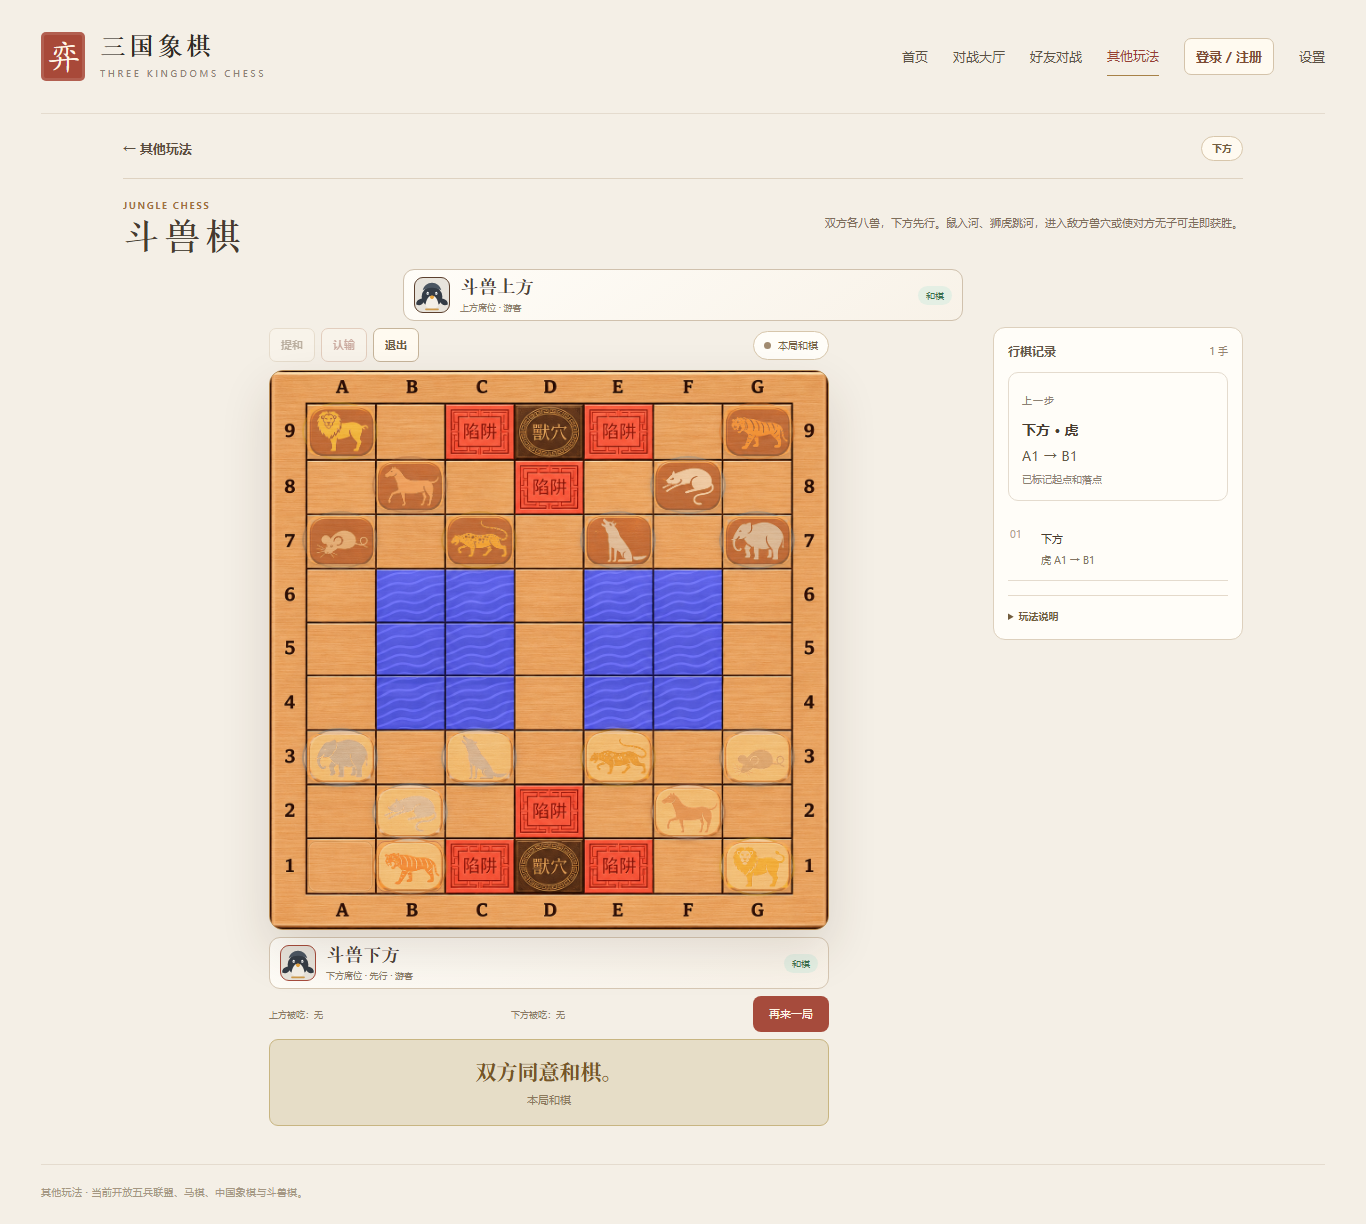 弈
三国象棋
THREE KINGDOMS CHESS
首页
对战大厅
好友对战
其他玩法
登录 / 注册
设置
← 其他玩法
下方
JUNGLE CHESS
斗兽棋
双方各八兽，下方先行。鼠入河、狮虎跳河，进入敌方兽穴或使对方无子可走即获胜。
斗兽上方
上方席位 · 游客
和棋
提和
认输
退出
本局和棋
A B C D E F G
9 陷阱 獸穴 陷阱 9
8 陷阱 8
7 7
6 6
5 5
4 4
3 3
2 陷阱 2
1 陷阱 獸穴 陷阱 1
A B C D E F G
行棋记录
1 手
上一步
下方 • 虎
A1 → B1
已标记起点和落点
01
下方
虎 A1 → B1
玩法说明
斗兽下方
下方席位 · 先行 · 游客
和棋
上方被吃：无
下方被吃：无
再来一局
双方同意和棋。
本局和棋
其他玩法 · 当前开放五兵联盟、马棋、中国象棋与斗兽棋。